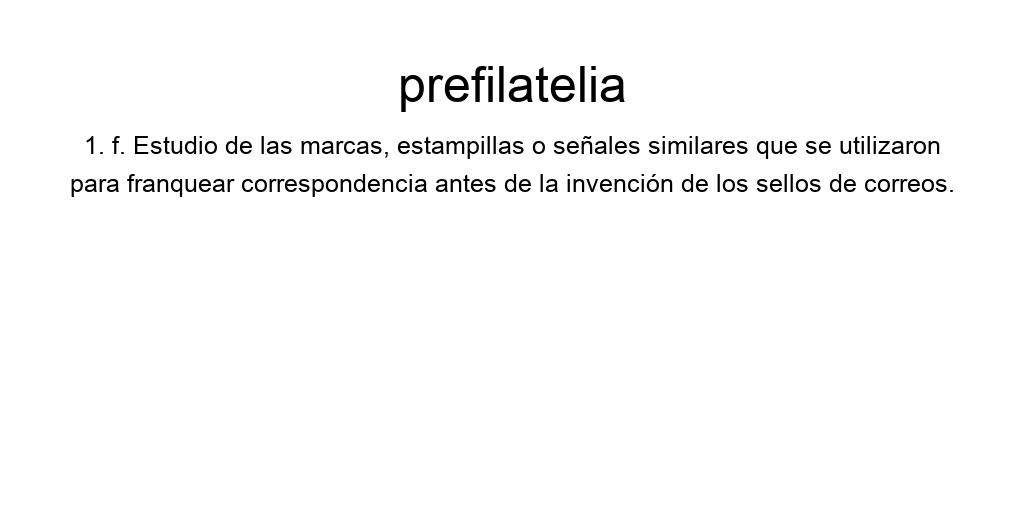 prefilatelia
1. f. Estudio de las marcas, estampillas o señales similares que se utilizaron
para franquear correspondencia antes de la invención de los sellos de correos.